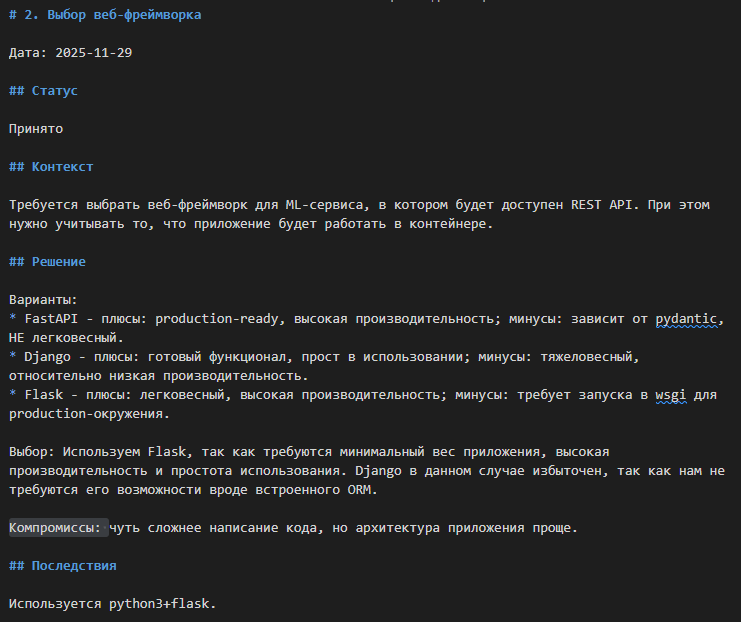 # 2. Выбор веб-фреймворка
Дата: 2025-11-29
## Статус
Принято
## Контекст
Требуется выбрать веб-фреймворк для ML-сервиса, в котором будет доступен REST API. При этом
нужно учитывать то, что приложение будет работать в контейнере.
## Решение
Варианты:
* FastAPI - плюсы: production-ready, высокая производительность; минусы: зависит от pydantic,
НЕ легковесный.
* Django - плюсы: готовый функционал, прост в использовании; минусы: тяжеловесный,
относительно низкая производительность.
* Flask - плюсы: легковесный, высокая производительность; минусы: требует запуска в wsgi для
production-окружения.
Выбор: Используем Flask, так как требуются минимальный вес приложения, высокая
производительность и простота использования. Django в данном случае избыточен, так как нам не
требуются его возможности вроде встроенного ORM.
Компромиссы: чуть сложнее написание кода, но архитектура приложения проще.
## Последствия
Используется python3+flask.